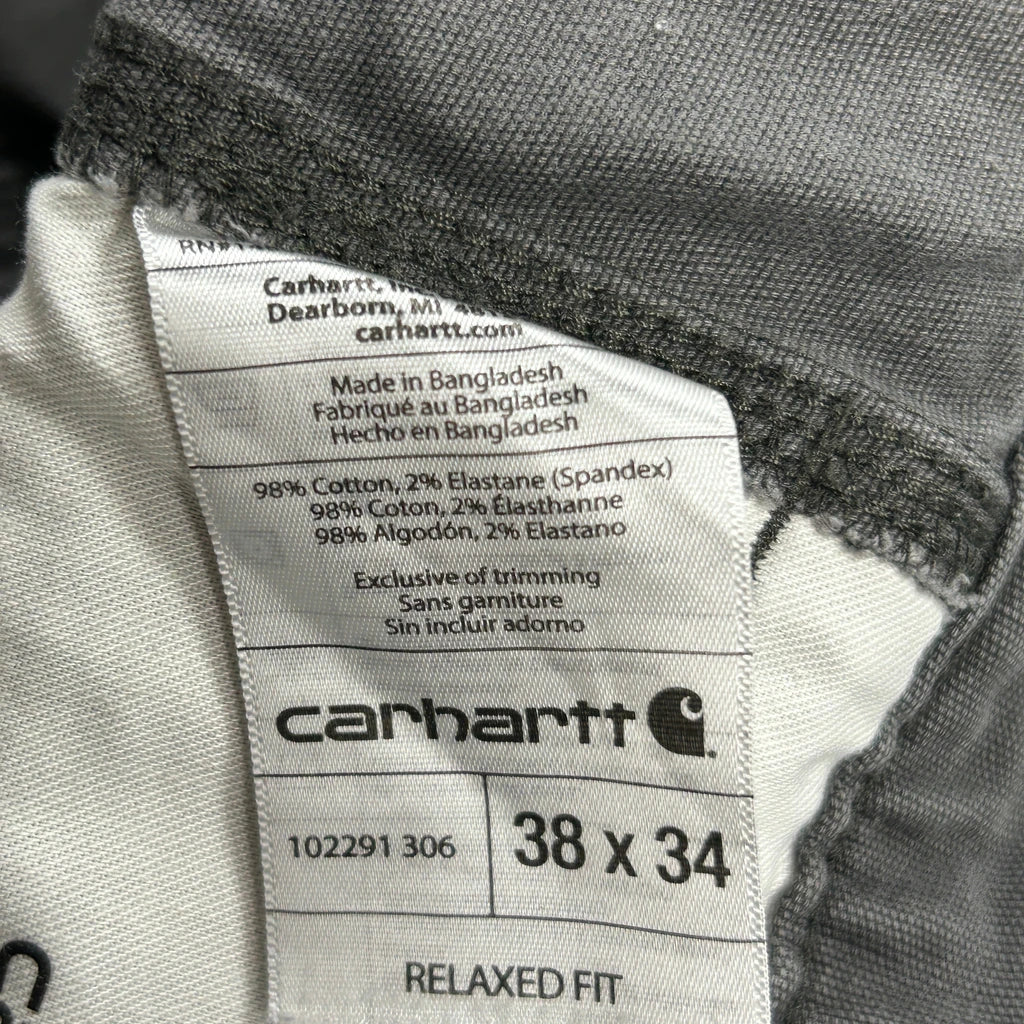 RN#
Carhartt,
Dearborn, MI
carhartt.com
Made in Bangladesh
Fabriqué au Bangladesh
Hecho en Bangladesh
98% Cotton, 2% Elastane (Spandex)
98% Coton, 2% Élasthanne
98% Algodón, 2% Elastano
Exclusive of trimming
Sans garniture
Sin incluir adorno
carhartt
102291 306
38 x 34
RELAXED FIT